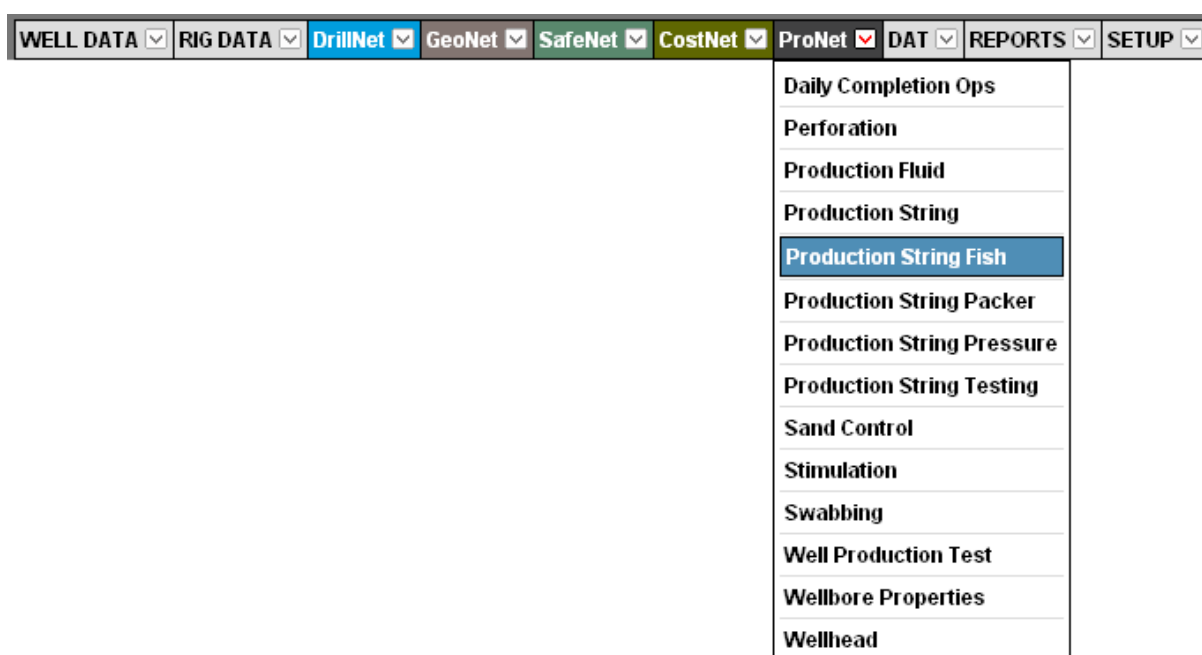 WELL DATA RIG DATA DrillNet GeoNet SafeNet CostNet ProNet DAT REPORTS SETUP
Daily Completion Ops
Perforation
Production Fluid
Production String
Production String Fish
Production String Packer
Production String Pressure
Production String Testing
Sand Control
Stimulation
Swabbing
Well Production Test
Wellbore Properties
Wellhead